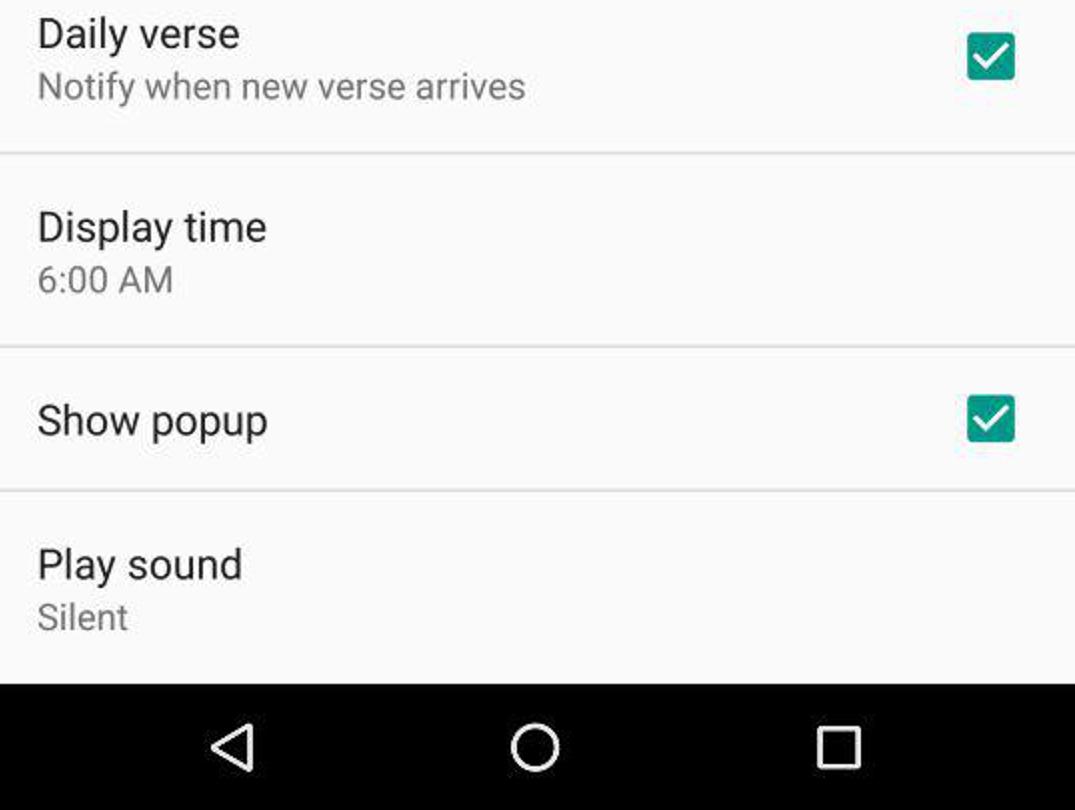 Daily verse
Notify when new verse arrives
Display time
6:00 AM
Show popup
Play sound
Silent